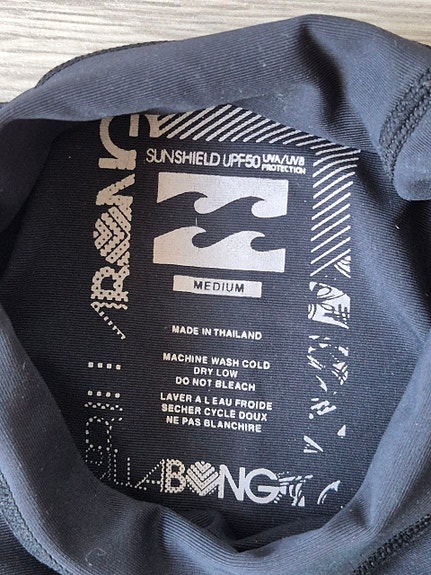 SUNSHIELD UPF50 UVA/UVB
PROTECTION
MEDIUM
MADE IN THAILAND
MACHINE WASH COLD
DRY LOW
DO NOT BLEACH
LAVER A L EAU FROIDE
SECHER CYCLE DOUX
NE PAS BLANCHIRE
BILLABONG